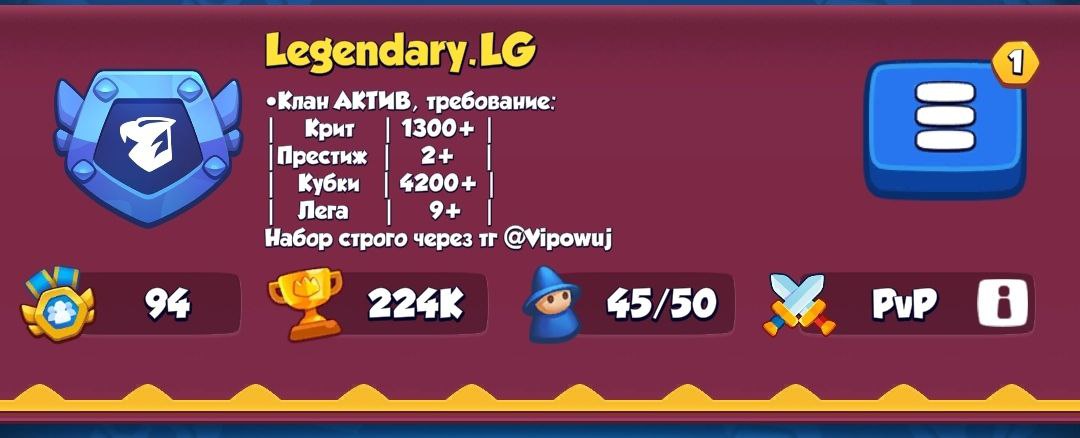 Legendary.LG
1
•Клан АКТИВ, требование:
| Крит | 1300+ |
|Престиж | 2+ |
| Кубки | 4200+ |
| Лега | 9+ |
Набор строго через тг @Vipowuj
94
224K
45/50
PvP
i